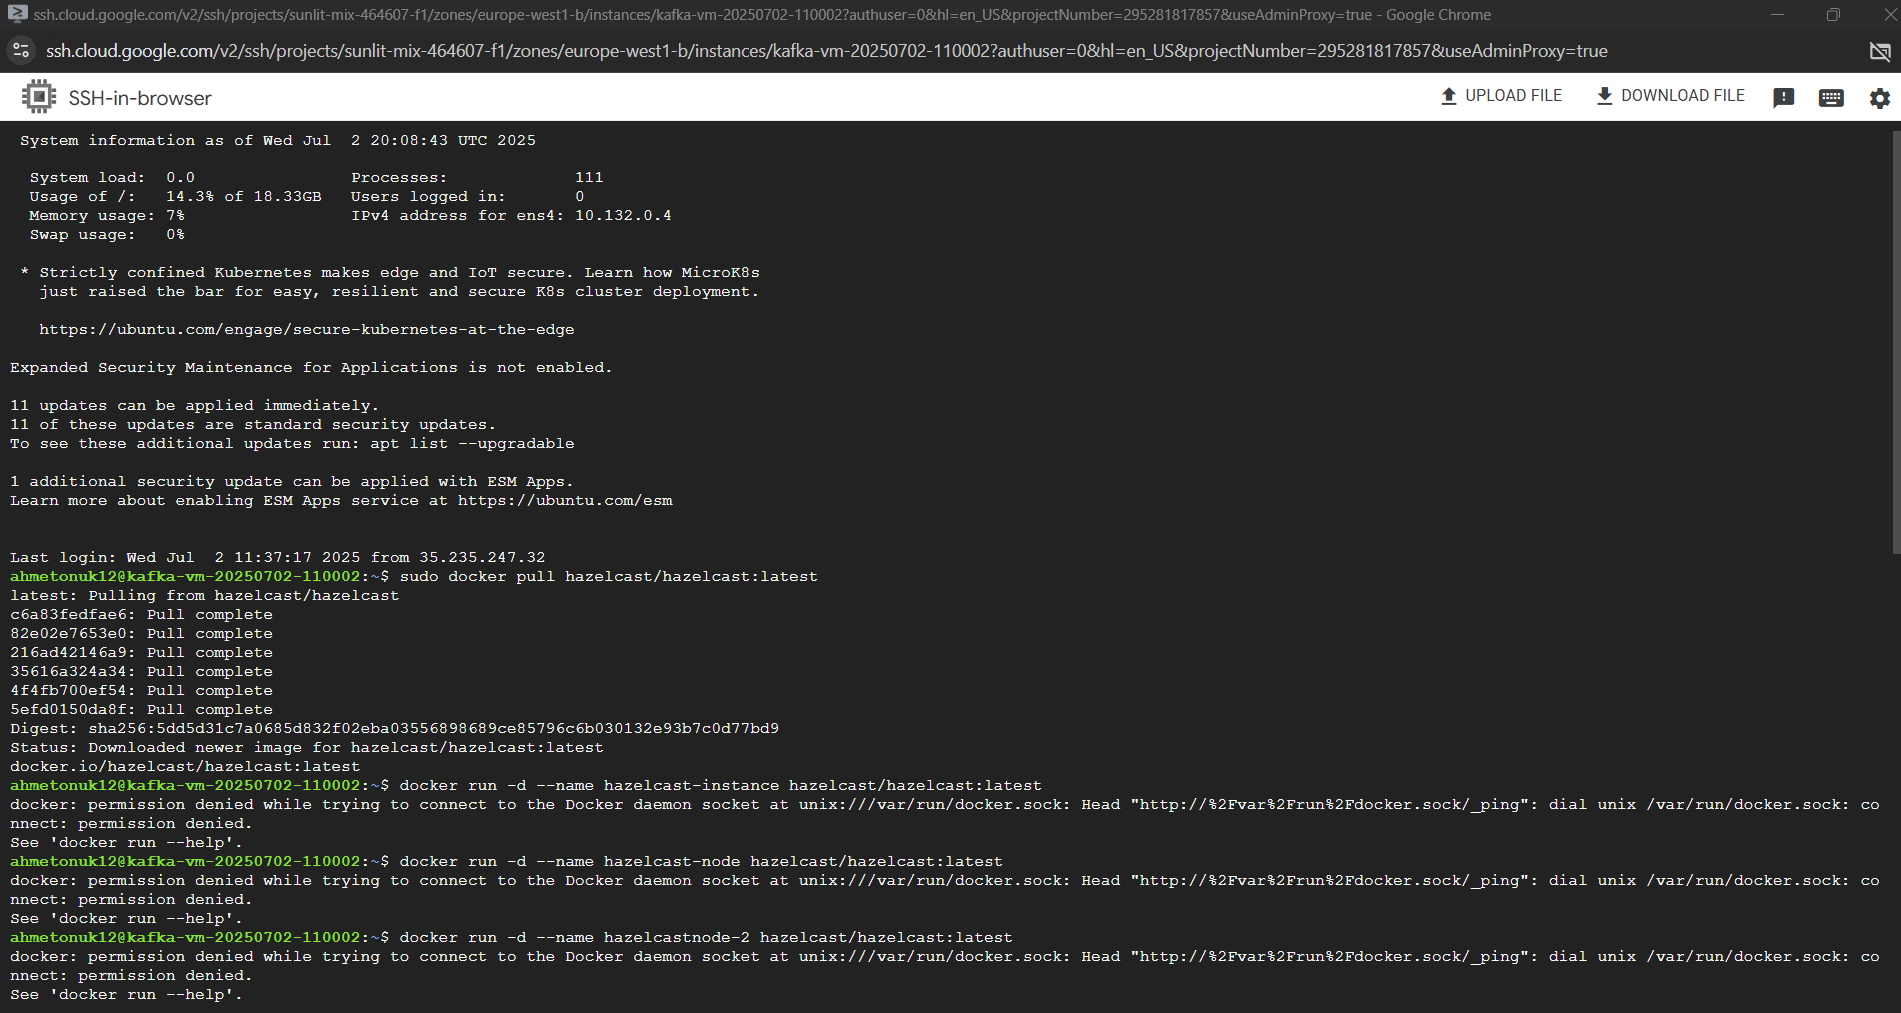 ssh.cloud.google.com/v2/ssh/projects/sunlit-mix-464607-f1/zones/europe-west1-b/instances/kafka-vm-20250702-110002?authuser=0&hl=en_US&projectNumber=295281817857&useAdminProxy=true - Google Chrome
ssh.cloud.google.com/v2/ssh/projects/sunlit-mix-464607-f1/zones/europe-west1-b/instances/kafka-vm-20250702-110002?authuser=0&hl=en_US&projectNumber=295281817857&useAdminProxy=true
SSH-in-browser UPLOAD FILE DOWNLOAD FILE
System information as of Wed Jul  2 20:08:43 UTC 2025
System load:  0.0                Processes:             111
Usage of /:   14.3% of 18.33GB   Users logged in:       0
Memory usage: 7%                 IPv4 address for ens4: 10.132.0.4
Swap usage:   0%
* Strictly confined Kubernetes makes edge and IoT secure. Learn how MicroK8s
just raised the bar for easy, resilient and secure K8s cluster deployment.
https://ubuntu.com/engage/secure-kubernetes-at-the-edge
Expanded Security Maintenance for Applications is not enabled.
11 updates can be applied immediately.
11 of these updates are standard security updates.
To see these additional updates run: apt list --upgradable
1 additional security update can be applied with ESM Apps.
Learn more about enabling ESM Apps service at https://ubuntu.com/esm
Last login: Wed Jul  2 11:37:17 2025 from 35.235.247.32
ahmetonuk12@kafka-vm-20250702-110002:~$ sudo docker pull hazelcast/hazelcast:latest
latest: Pulling from hazelcast/hazelcast
c6a83fedfae6: Pull complete
82e02e7653e0: Pull complete
216ad42146a9: Pull complete
35616a324a34: Pull complete
4f4fb700ef54: Pull complete
5efd0150da8f: Pull complete
Digest: sha256:5dd5d31c7a0685d832f02eba03556898689ce85796c6b030132e93b7c0d77bd9
Status: Downloaded newer image for hazelcast/hazelcast:latest
docker.io/hazelcast/hazelcast:latest
ahmetonuk12@kafka-vm-20250702-110002:~$ docker run -d --name hazelcast-instance hazelcast/hazelcast:latest
docker: permission denied while trying to connect to the Docker daemon socket at unix:///var/run/docker.sock: Head "http://%2Fvar%2Frun%2Fdocker.sock/_ping": dial unix /var/run/docker.sock: co
nnect: permission denied.
See 'docker run --help'.
ahmetonuk12@kafka-vm-20250702-110002:~$ docker run -d --name hazelcast-node hazelcast/hazelcast:latest
docker: permission denied while trying to connect to the Docker daemon socket at unix:///var/run/docker.sock: Head "http://%2Fvar%2Frun%2Fdocker.sock/_ping": dial unix /var/run/docker.sock: co
nnect: permission denied.
See 'docker run --help'.
ahmetonuk12@kafka-vm-20250702-110002:~$ docker run -d --name hazelcastnode-2 hazelcast/hazelcast:latest
docker: permission denied while trying to connect to the Docker daemon socket at unix:///var/run/docker.sock: Head "http://%2Fvar%2Frun%2Fdocker.sock/_ping": dial unix /var/run/docker.sock: co
nnect: permission denied.
See 'docker run --help'.